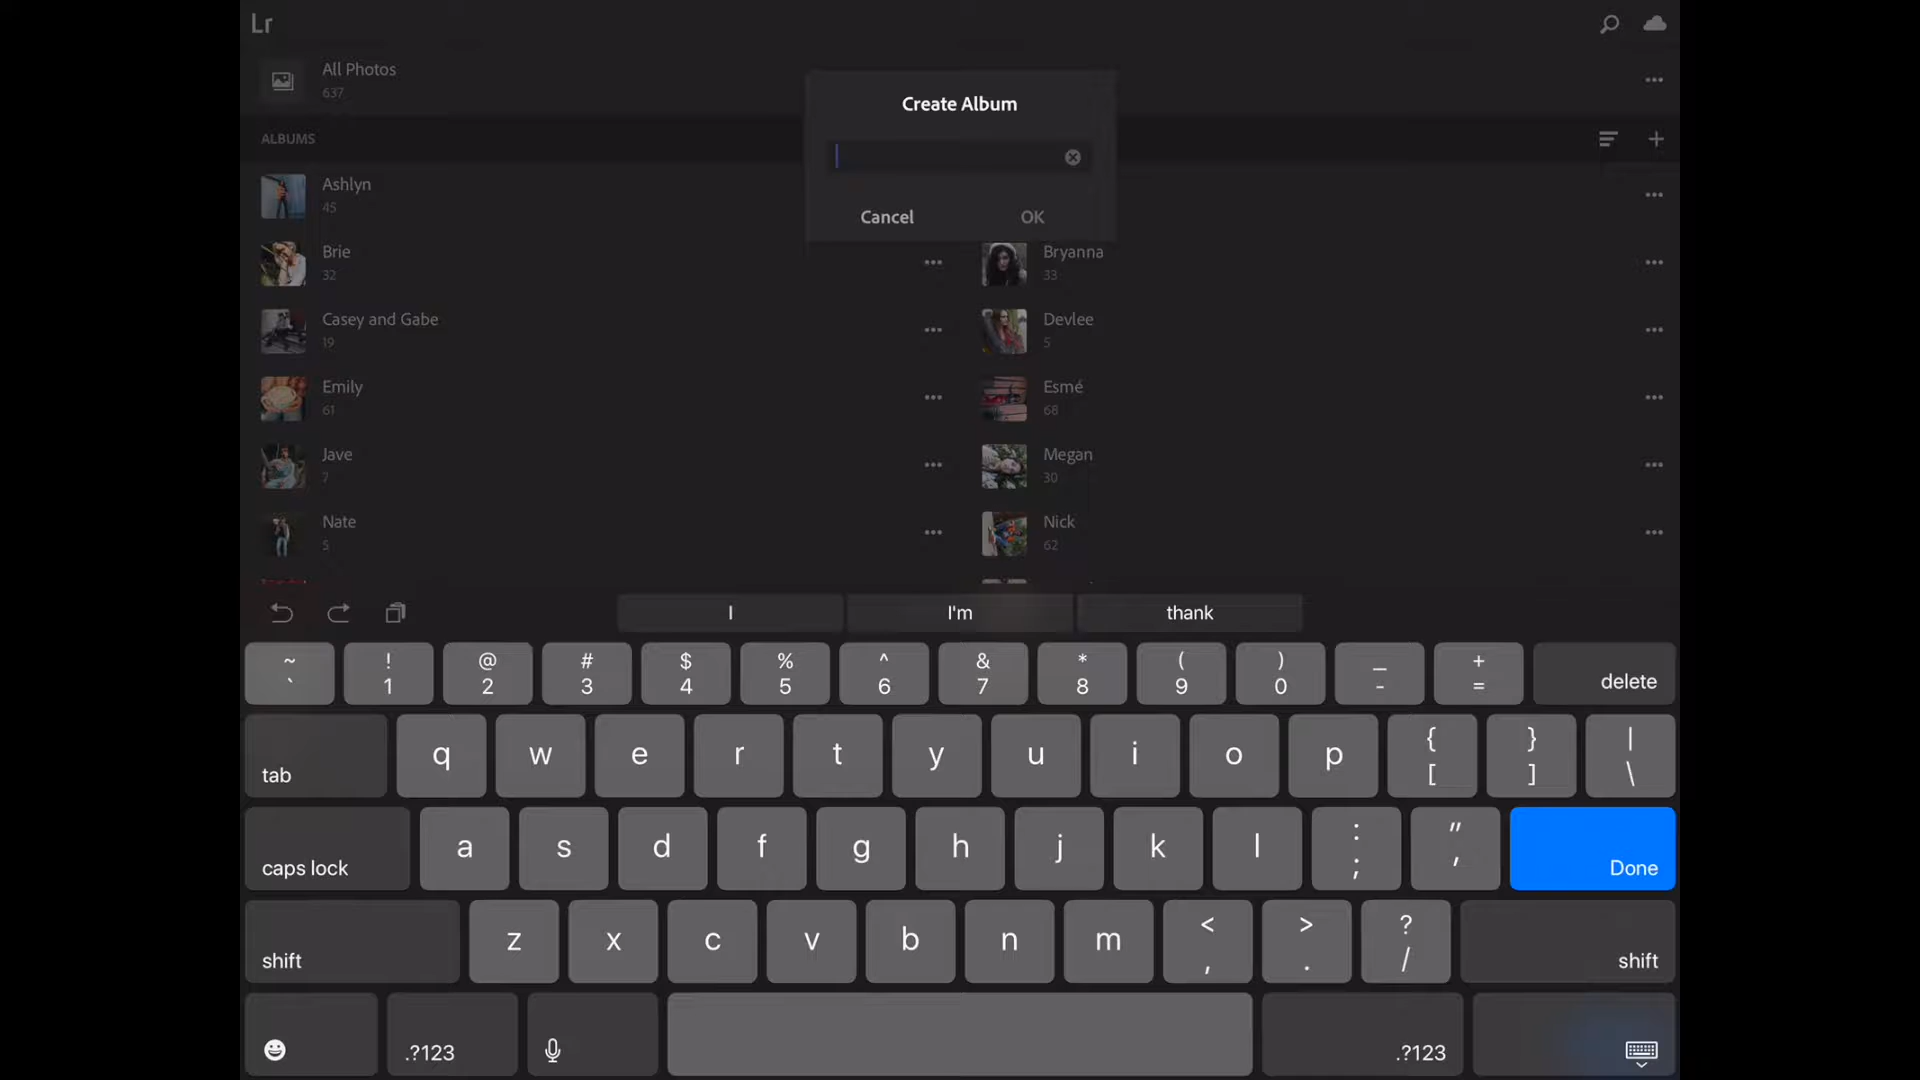 Lr
All Photos
637
Create Album
ALBUMS
Cancel OK
Ashlyn
45
Brie
32
Bryanna
33
Casey and Gabe
19
Devlee
5
Emily
61
Esmé
68
Jave
7
Megan
30
Nate
5
Nick
62
I I'm thank
~ ! @ # $ % ^ & * ( ) _ +
` 1 2 3 4 5 6 7 8 9 0 - = delete
tab q w e r t y u i o p { [ } ] | \
caps lock a s d f g h j k l : ; " ' Done
shift z x c v b n m < , > . ? / shift
.?123 .?123